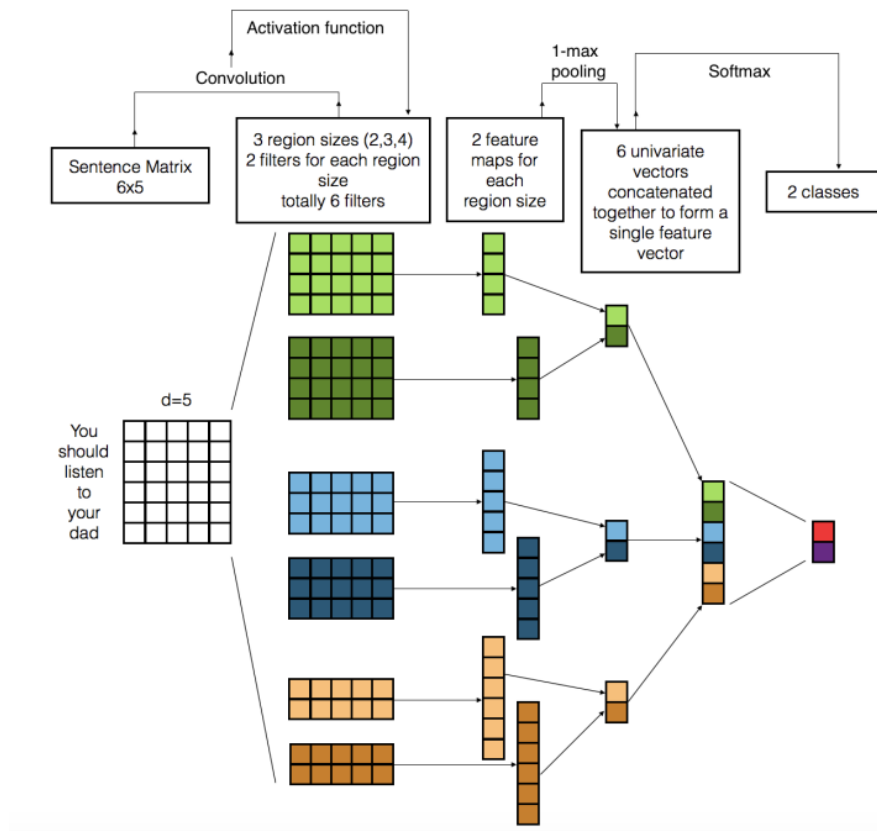 Activation function
Convolution
1-max
pooling
Softmax
Sentence Matrix
6x5
3 region sizes (2,3,4)
2 filters for each region
size
totally 6 filters
2 feature
maps for
each
region size
6 univariate
vectors
concatenated
together to form a
single feature
vector
2 classes
d=5
You
should
listen
to
your
dad